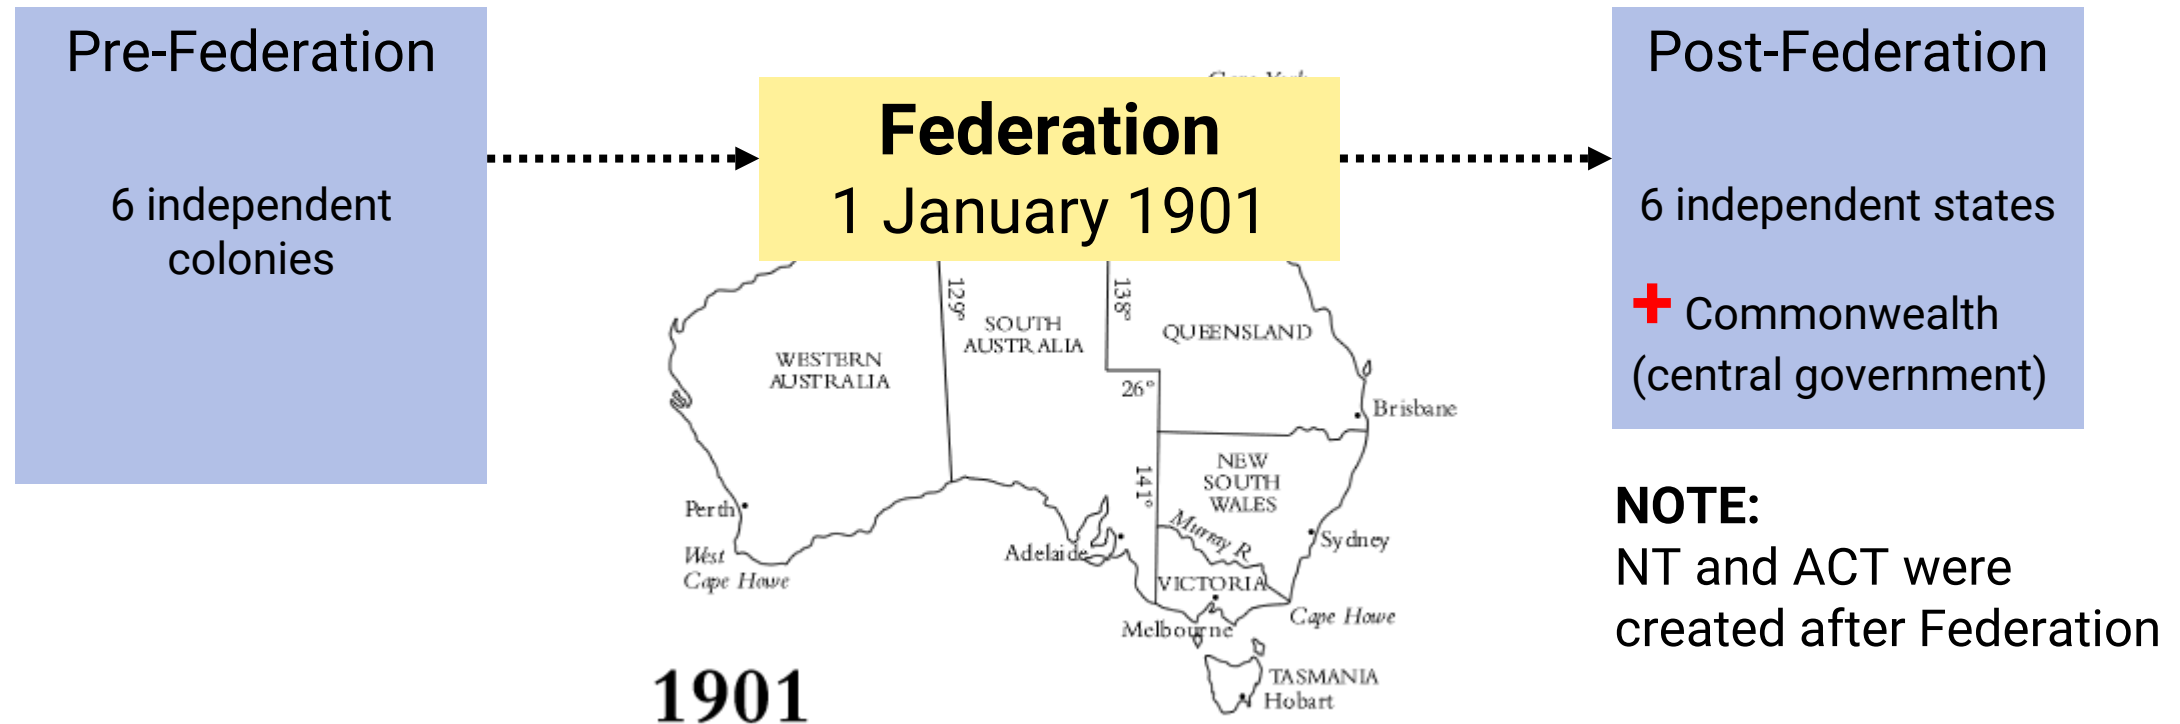 Pre-Federation
6 independent
colonies
Cape York
Federation
1 January 1901
Post-Federation
6 independent states
+ Commonwealth
(central government)
NOTE:
NT and ACT were
created after Federation
129°
138°
SOUTH
AUSTRALIA
QUEENSLAND
WESTERN
AUSTRALIA
26°
Brisbane
141°
NEW
SOUTH
WALES
Perth
Murray R
Sydney
Adelaide
West
Cape Howe
VICTORIA
Cape Howe
Melbourne
TASMANIA
Hobart
1901